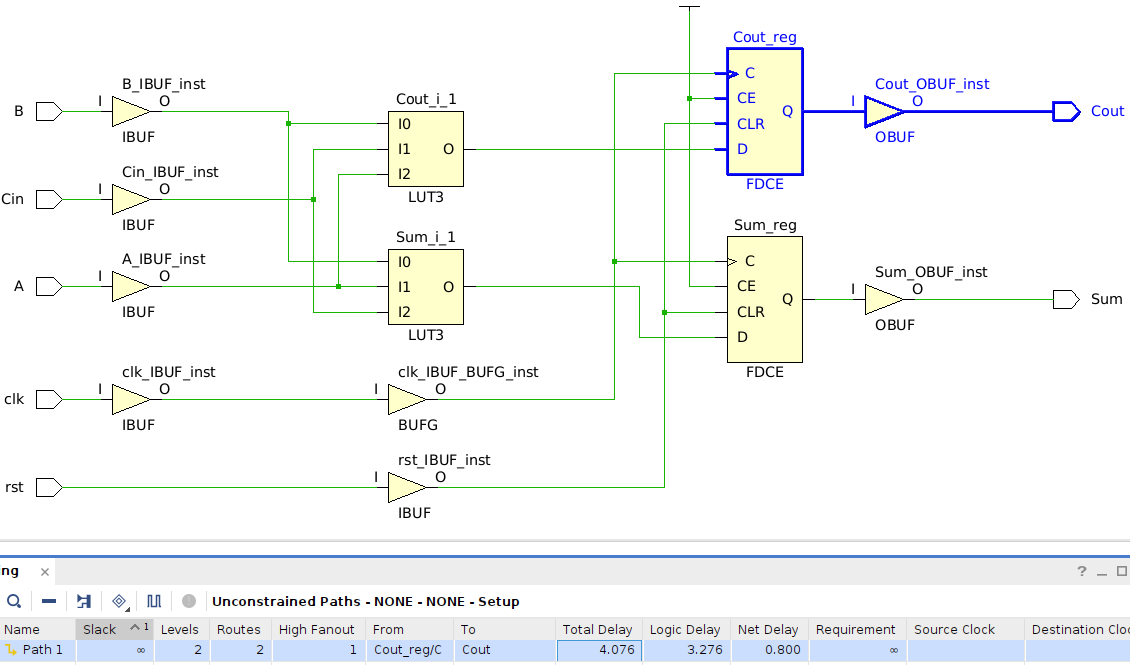 Cout_reg
B_IBUF_inst
I O
B
IBUF
Cout_i_1
I0
I1 O
I2
LUT3
C
CE
CLR
D
Q
FDCE
Cout_OBUF_inst
I O
OBUF
Cout
Cin_IBUF_inst
I O
Cin
IBUF
A_IBUF_inst
I O
A
IBUF
Sum_i_1
I0
I1 O
I2
LUT3
Sum_reg
C
CE
CLR
D
Q
FDCE
Sum_OBUF_inst
I O
OBUF
Sum
clk_IBUF_inst
I O
clk
IBUF
clk_IBUF_BUFG_inst
I O
BUFG
rst_IBUF_inst
rst
I O
IBUF
ng × ?
Unconstrained Paths - NONE - NONE - Setup
Name Slack 1 Levels Routes High Fanout From To Total Delay Logic Delay Net Delay Requirement Source Clock Destination Cloc
Path 1 ∞ 2 2 1 Cout_reg/C Cout 4.076 3.276 0.800 ∞